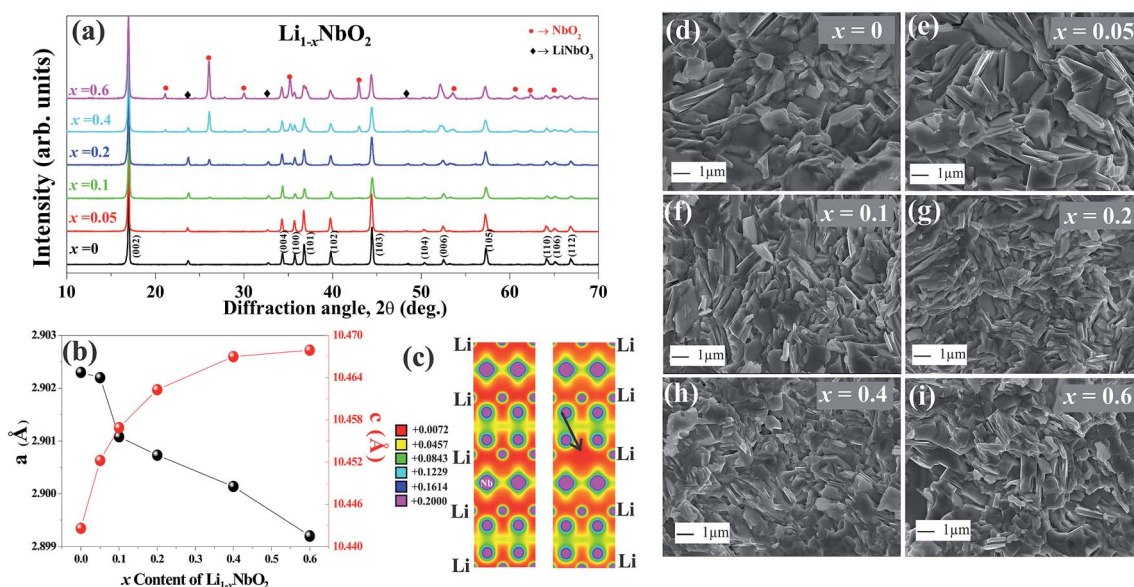 (a)
Li1-xNbO2
● → NbO2
◆ → LiNbO3
x=0.6
x=0.4
x=0.2
x=0.1
x=0.05
x=0
(002)
(004)
(100)
(101)
(102)
(103)
(104)
(006)
(105)
(110)
(106)
(112)
Intensity (arb. units)
10 20 30 40 50 60 70
Diffraction angle, 2θ (deg.)
(b)
2.903
2.902
2.901
2.900
2.899
a (Å)
10.470
10.464
10.458
10.452
10.446
10.440
c (Å)
0.0 0.1 0.2 0.3 0.4 0.5 0.6
x Content of Li1-xNbO2
(c)
+0.0072
+0.0457
+0.0843
+0.1229
+0.1614
+0.2000
Li Li
Li Li
Li Li
Nb
Li Li
Li Li
(d) x = 0
1µm
(e) x = 0.05
1µm
(f) x = 0.1
1µm
(g) x = 0.2
1µm
(h) x = 0.4
1µm
(i) x = 0.6
1µm